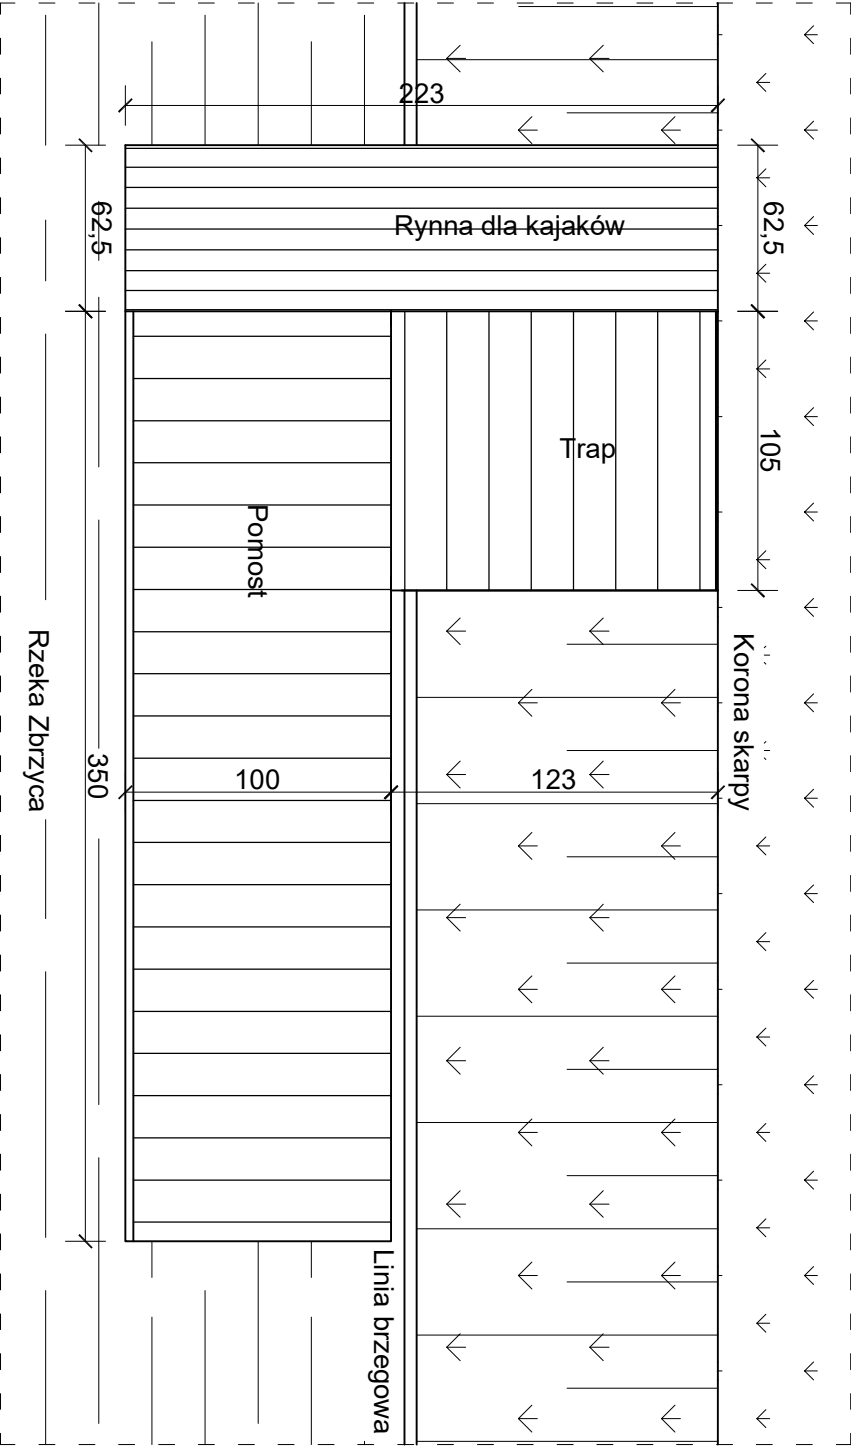 223
62,5
62,5
Rynna dla kajaków
105
Trap
Pomost
Rzeka Zbrzyca
Korona skarpy
350
100
123
Linia brzegowa